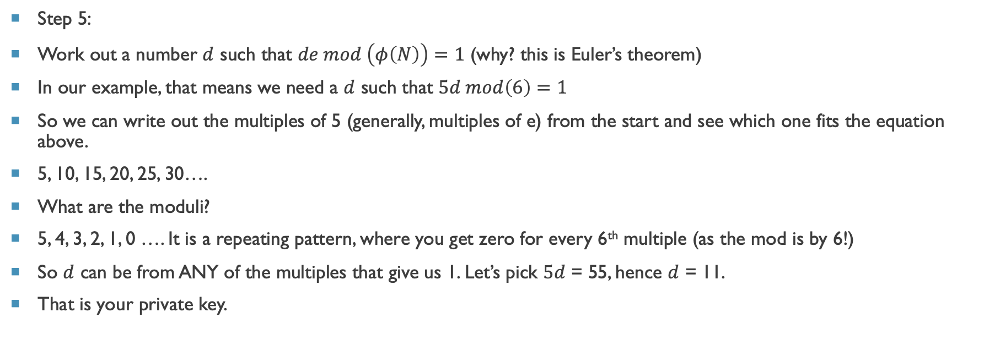 Step 5:
Work out a number d such that de mod (ϕ(N)) = 1 (why? this is Euler's theorem)
In our example, that means we need a d such that 5d mod(6) = 1
So we can write out the multiples of 5 (generally, multiples of e) from the start and see which one fits the equation
above.
5, 10, 15, 20, 25, 30….
What are the moduli?
5, 4, 3, 2, 1, 0 …. It is a repeating pattern, where you get zero for every 6th multiple (as the mod is by 6!)
So d can be from ANY of the multiples that give us 1. Let's pick 5d = 55, hence d = 11.
That is your private key.